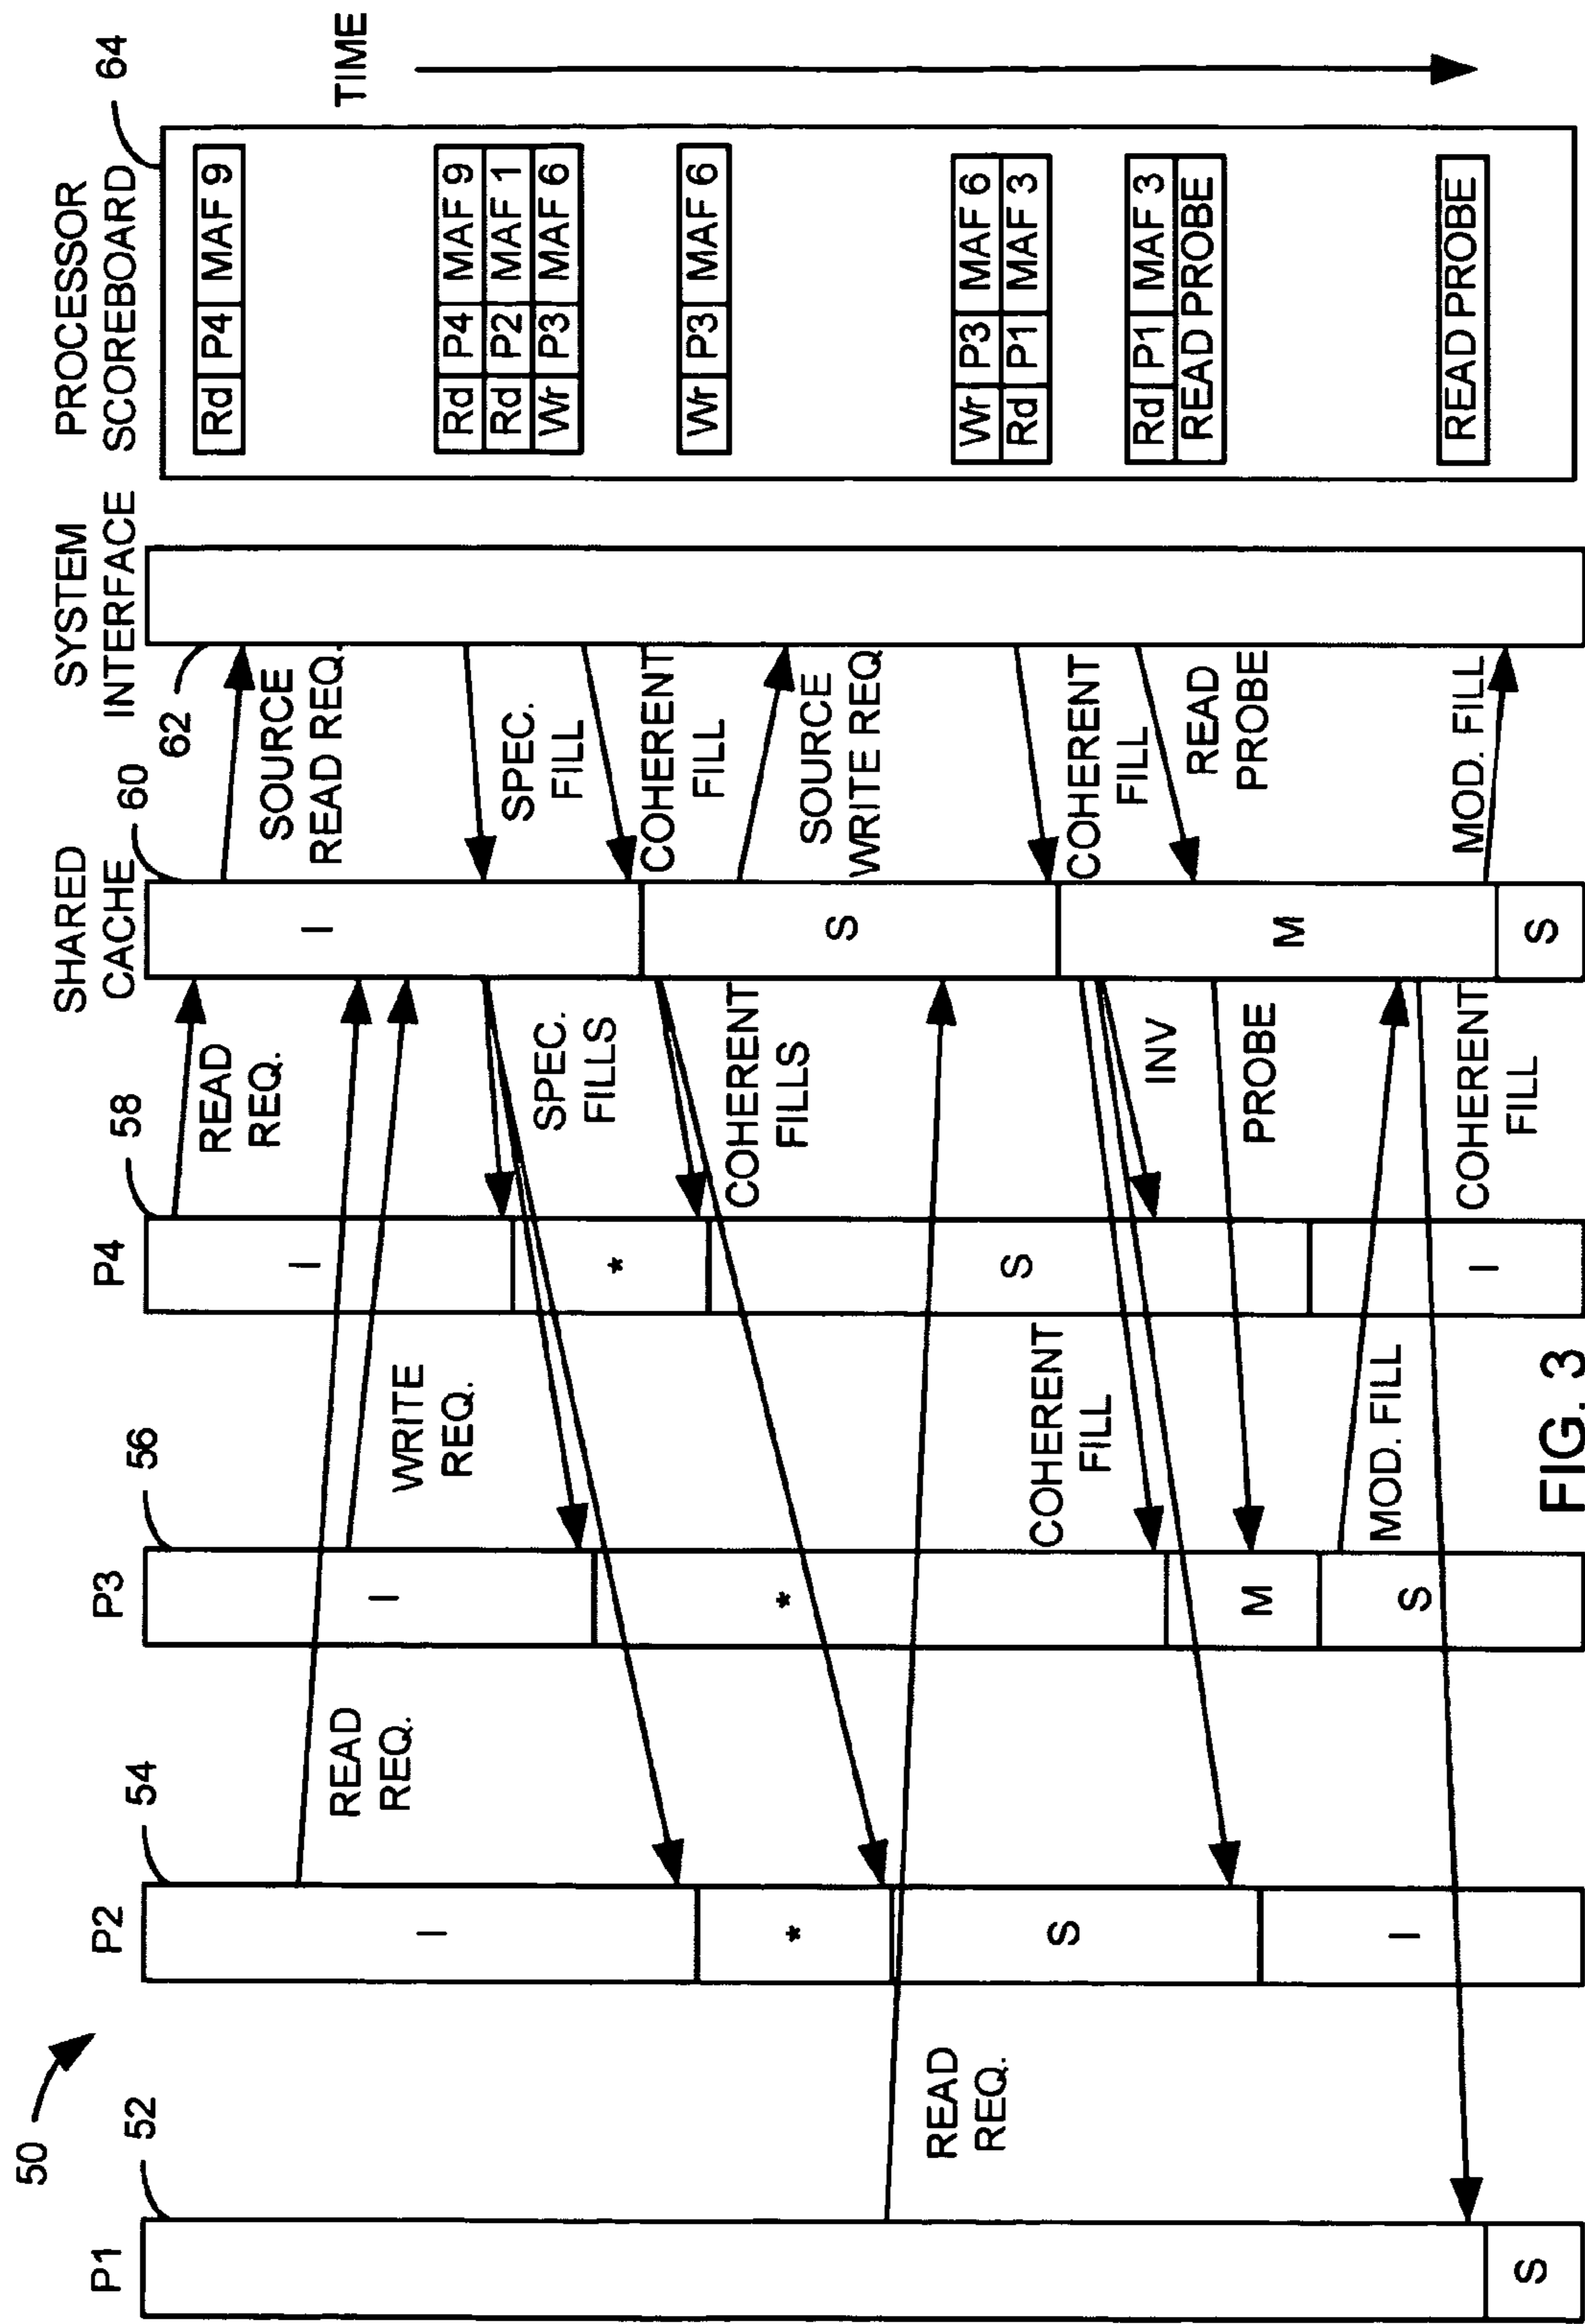 50
P1
52
P2
54
P3
56
P4
58
SHARED
CACHE
60
SYSTEM
INTERFACE
62
PROCESSOR
SCOREBOARD
64
TIME
I
I
I
I
READ
REQ.
SOURCE
READ REQ.
Rd P4 MAF 9
READ
REQ.
WRITE
REQ.
SPEC.
FILLS
SPEC.
FILL
Rd P4 MAF 9
Rd P2 MAF 1
Wr P3 MAF 6
*
*
*
COHERENT
FILLS
COHERENT
FILL
Wr P3 MAF 6
S
SOURCE
WRITE REQ.
READ
REQ.
S
S
COHERENT
FILL
COHERENT
FILL
Wr P3 MAF 6
Rd P1 MAF 3
INV
READ
PROBE
Rd P1 MAF 3
READ PROBE
M
M
PROBE
I
S
MOD. FILL
I
COHERENT
FILL
MOD. FILL
READ PROBE
S
S
FIG. 3